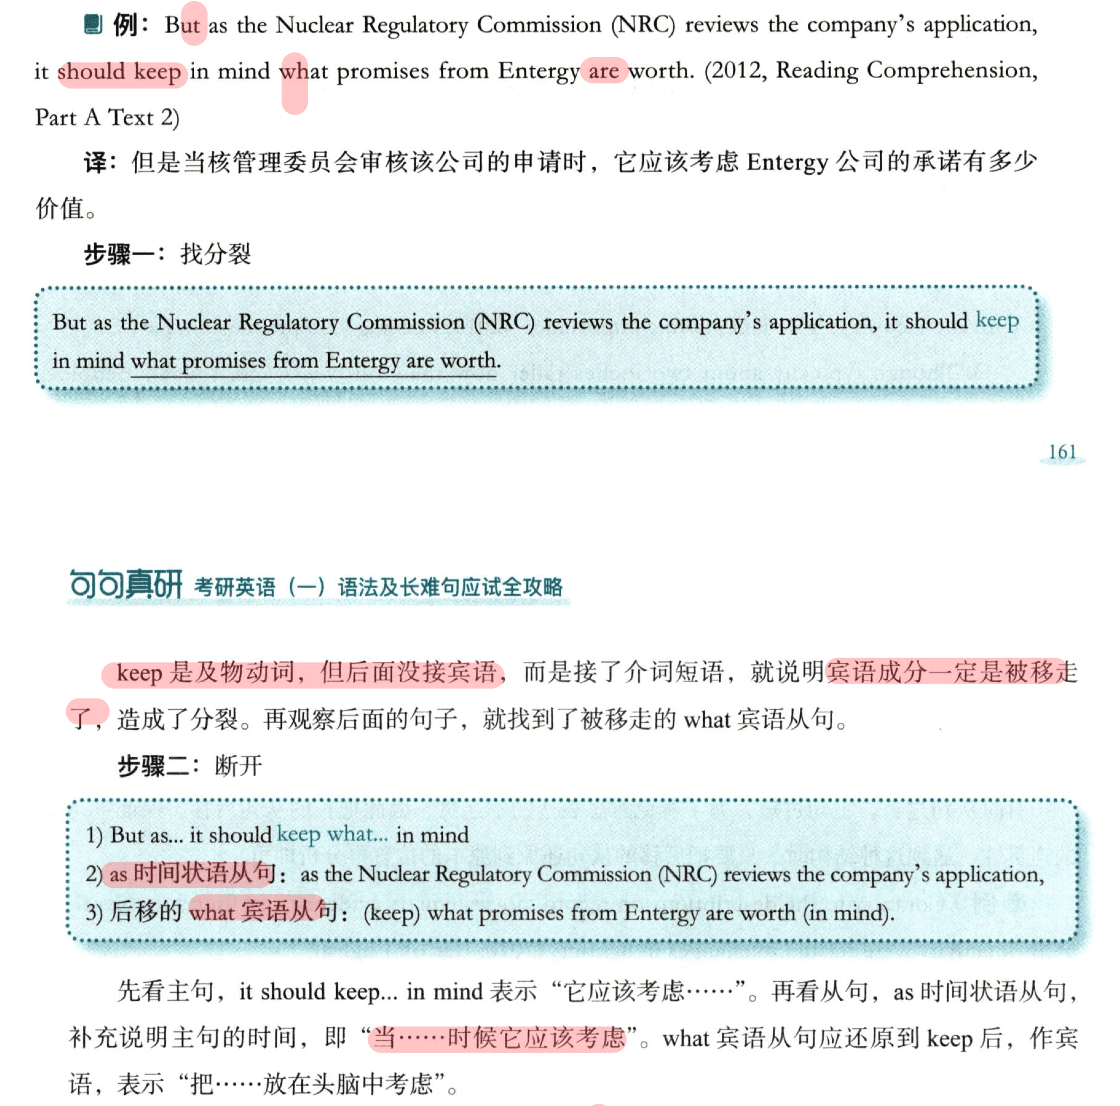 例：But as the Nuclear Regulatory Commission (NRC) reviews the company's application,
it should keep in mind what promises from Entergy are worth. (2012, Reading Comprehension,
Part A Text 2)
译：但是当核管理委员会审核该公司的申请时，它应该考虑 Entergy 公司的承诺有多少
价值。
步骤一：找分裂
But as the Nuclear Regulatory Commission (NRC) reviews the company's application, it should keep
in mind what promises from Entergy are worth.
161
句句真研 考研英语（一）语法及长难句应试全攻略
keep 是及物动词，但后面没接宾语，而是接了介词短语，就说明宾语成分一定是被移走
了，造成了分裂。再观察后面的句子，就找到了被移走的 what 宾语从句。
步骤二：断开
1) But as... it should keep what... in mind
2) as 时间状语从句：as the Nuclear Regulatory Commission (NRC) reviews the company's application,
3) 后移的 what 宾语从句：(keep) what promises from Entergy are worth (in mind).
先看主句，it should keep... in mind 表示“它应该考虑……”。再看从句，as 时间状语从句，
补充说明主句的时间，即“当……时候它应该考虑”。what 宾语从句应还原到 keep 后，作宾
语，表示“把……放在头脑中考虑”。